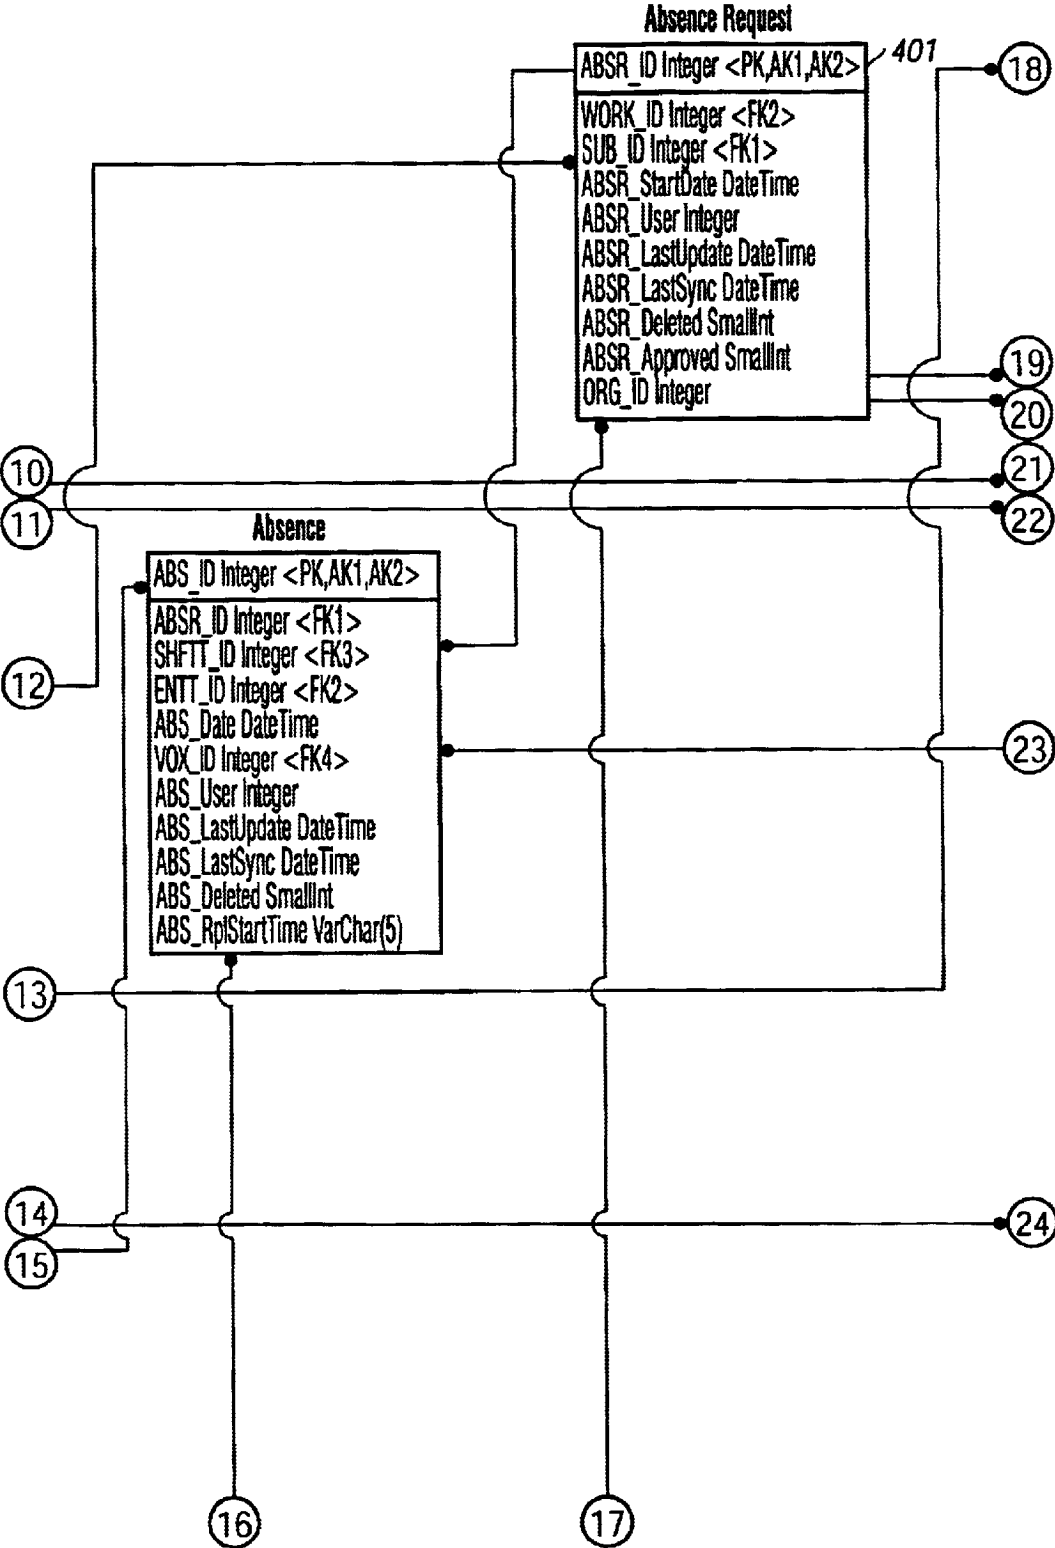 Absence Request
401
ABSR_ID Integer <PK,AK1,AK2>
WORK_ID Integer <FK2>
SUB_ID Integer <FK1>
ABSR_StartDate DateTime
ABSR_User Integer
ABSR_LastUpdate DateTime
ABSR_LastSync DateTime
ABSR_Deleted SmallInt
ABSR_Approved SmallInt
ORG_ID Integer
18
19
20
10
21
11
22
Absence
ABS_ID Integer <PK,AK1,AK2>
ABSR_ID Integer <FK1>
SHFTT_ID Integer <FK3>
ENTT_ID Integer <FK2>
ABS_Date DateTime
VOX_ID Integer <FK4>
ABS_User Integer
ABS_LastUpdate DateTime
ABS_LastSync DateTime
ABS_Deleted SmallInt
ABS_RplStartTime VarChar(5)
12
23
13
14
24
15
16
17